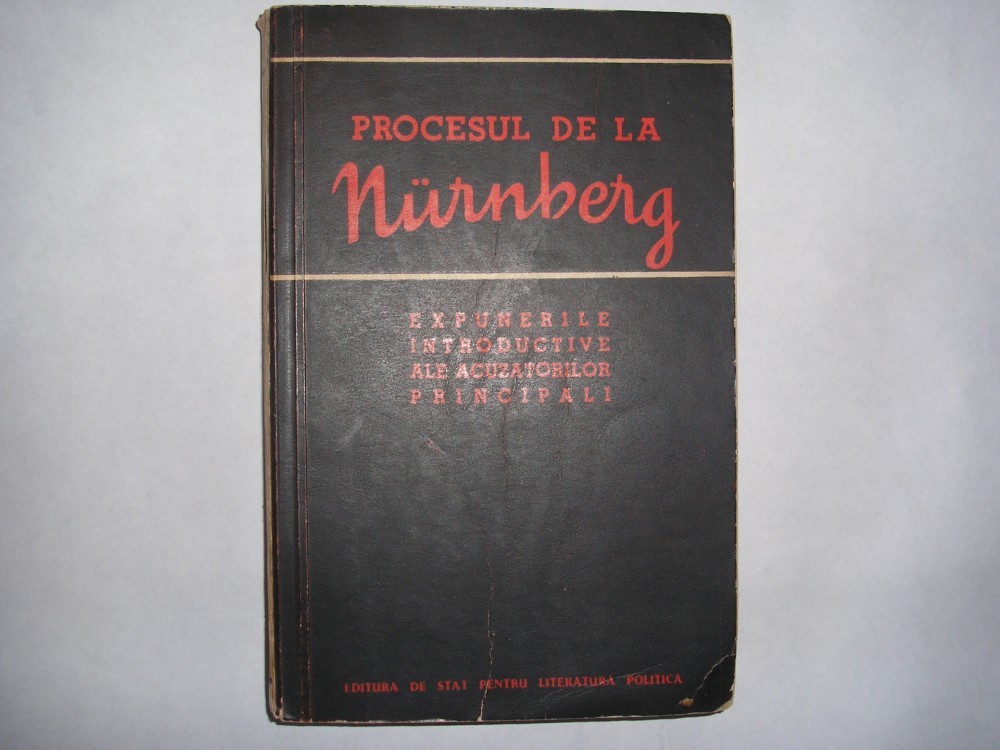 PROCESUL DE LA
Nürnberg
EXPUNERILE
INTRODUCTIVE
ALE ACUZATORILOR
PRINCIPALI
EDITURA DE STAT PENTRU LITERATURA POLITICA